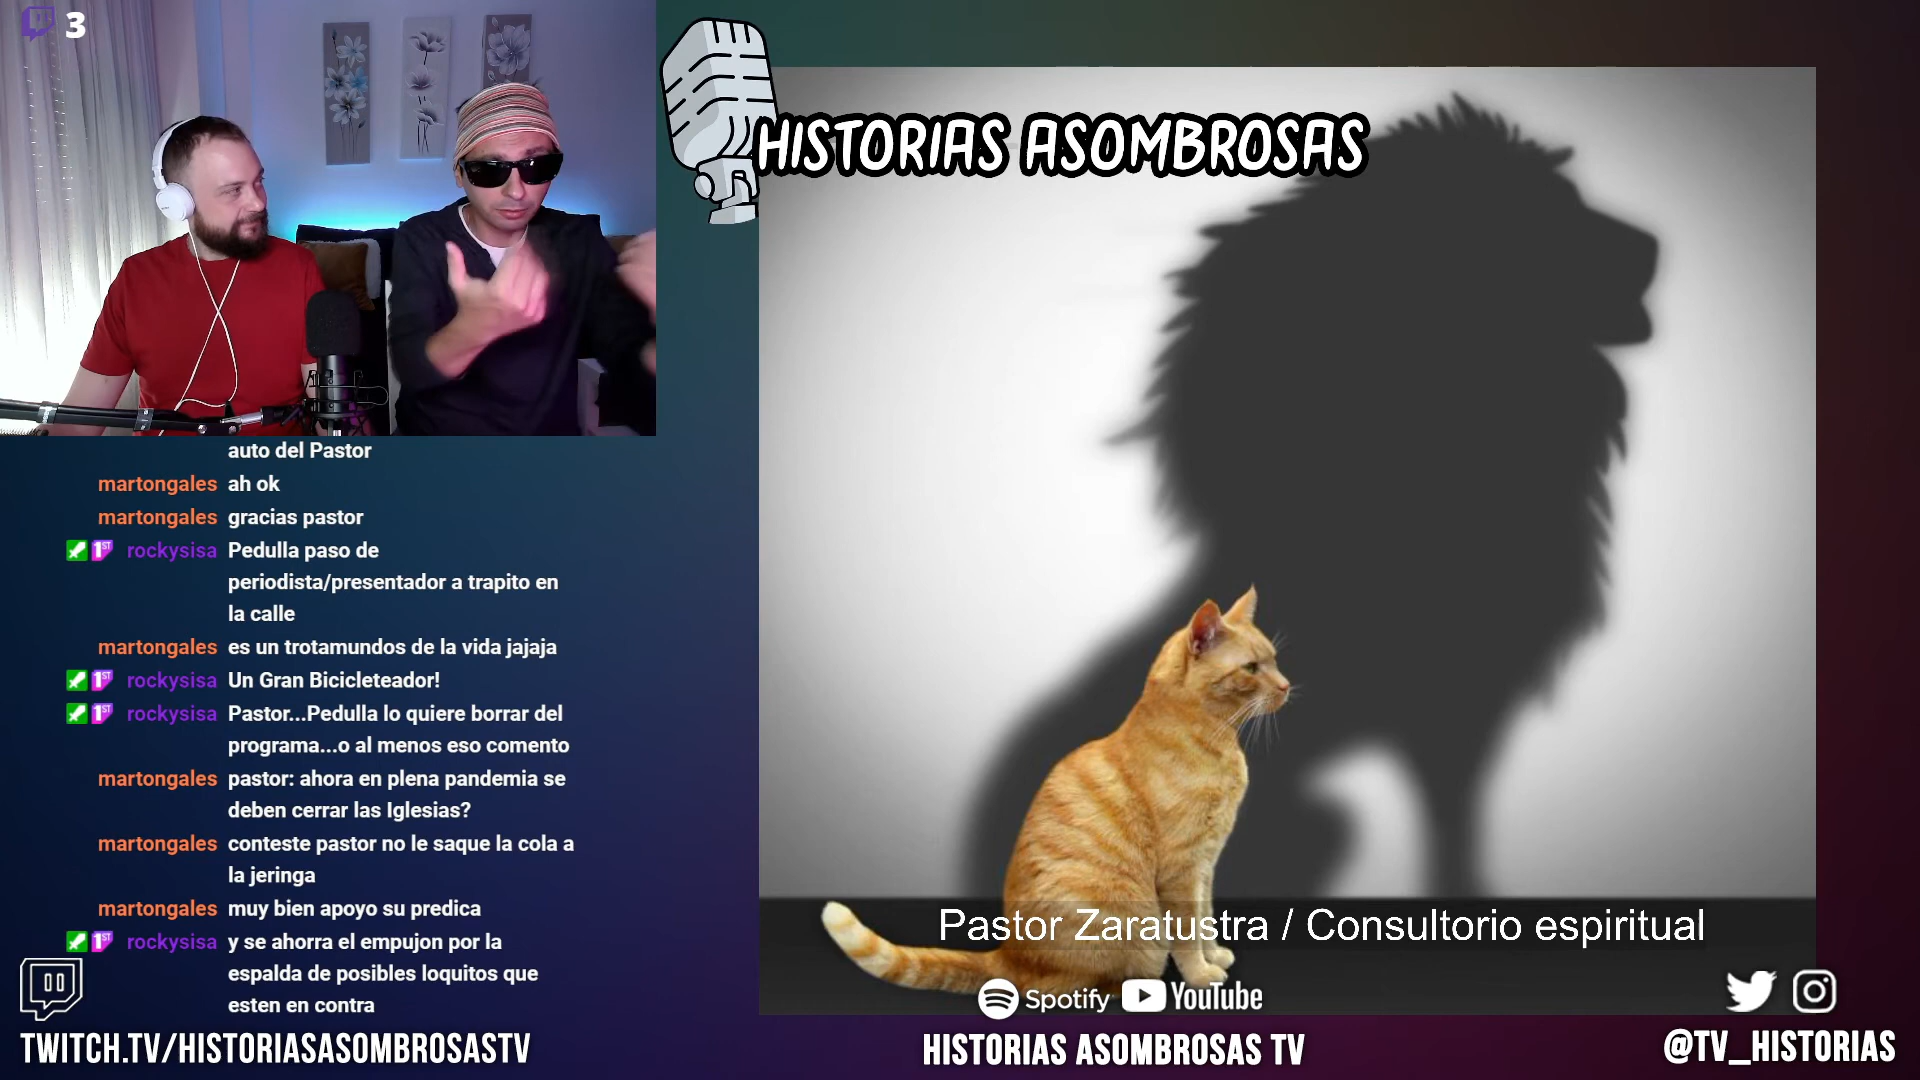 3
HISTORIAS ASOMBROSAS
auto del Pastor
martongales ah ok
martongales gracias pastor
1ST rockysisa Pedulla paso de
periodista/presentador a trapito en
la calle
martongales es un trotamundos de la vida jajaja
1ST rockysisa Un Gran Bicicleteador!
1ST rockysisa Pastor...Pedulla lo quiere borrar del
programa...o al menos eso comento
martongales pastor: ahora en plena pandemia se
deben cerrar las Iglesias?
martongales conteste pastor no le saque la cola a
la jeringa
martongales muy bien apoyo su predica
1ST rockysisa y se ahorra el empujon por la
espalda de posibles loquitos que
esten en contra
TWITCH.TV/HISTORIASASOMBROSASTV
Pastor Zaratustra / Consultorio espiritual
Spotify YouTube
HISTORIAS ASOMBROSAS TV
@TV_HISTORIAS